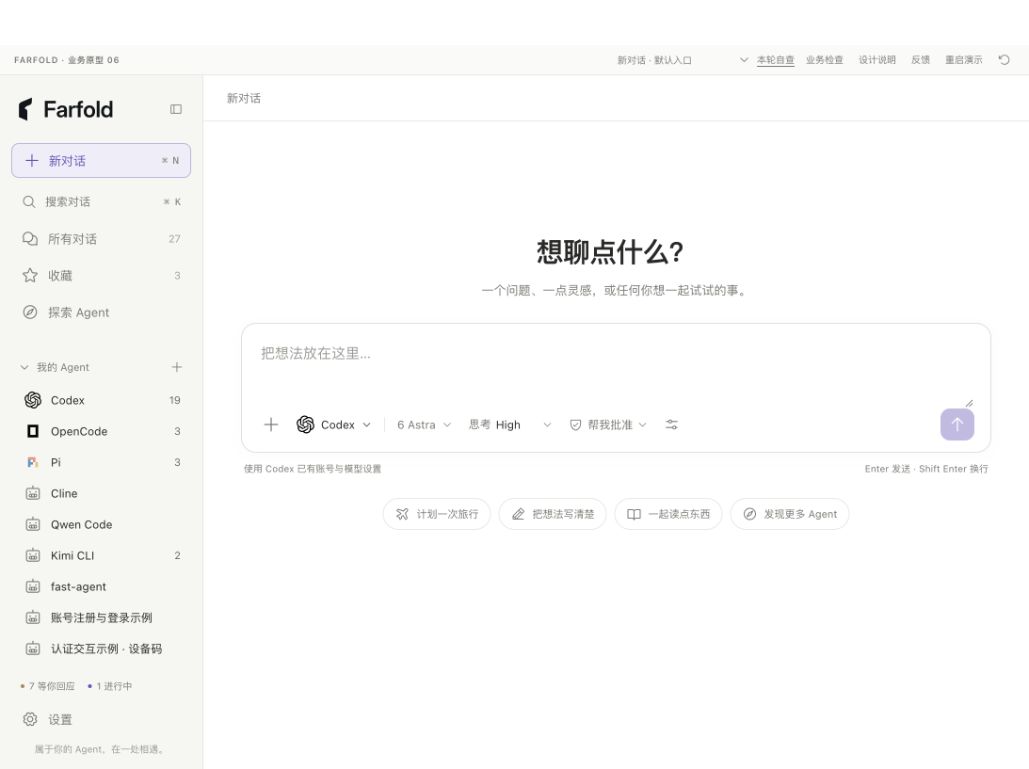 FARFOLD · 业务原型 06
新对话 · 默认入口
本轮自查
业务检查
设计说明
反馈
重启演示
Farfold
新对话 ⌘ N
搜索对话 ⌘ K
所有对话 27
收藏 3
探索 Agent
我的 Agent
Codex 19
OpenCode 3
Pi 3
Cline
Qwen Code
Kimi CLI 2
fast-agent
账号注册与登录示例
认证交互示例 · 设备码
7 等你回应 1 进行中
设置
属于你的 Agent，在一处相遇。
新对话
想聊点什么?
一个问题、一点灵感，或任何你想一起试试的事。
把想法放在这里...
Codex 6 Astra 思考 High 帮我批准
使用 Codex 已有账号与模型设置
Enter 发送 · Shift Enter 换行
计划一次旅行
把想法写清楚
一起读点东西
发现更多 Agent